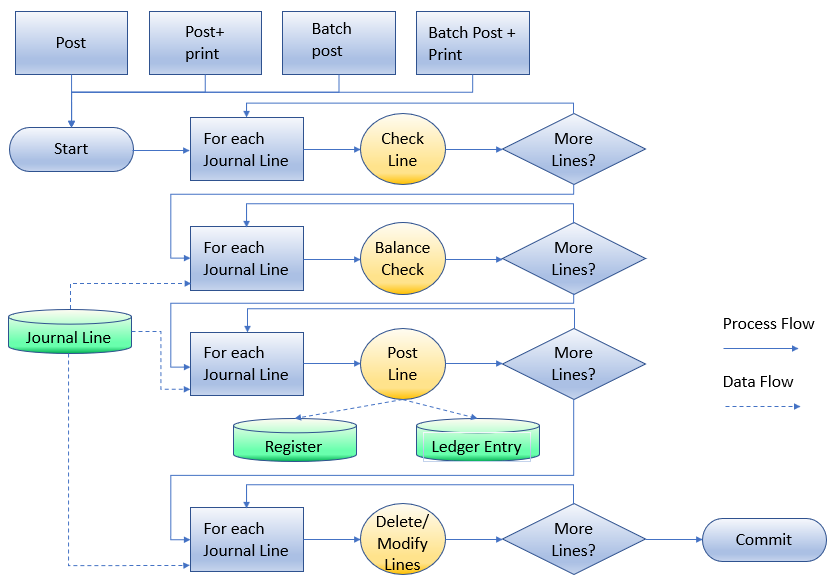 Post
Post+
print
Batch
post
Batch Post +
Print
Start
For each
Journal Line
Check
Line
More
Lines?
For each
Journal Line
Balance
Check
More
Lines?
Journal Line
For each
Journal Line
Post
Line
More
Lines?
Process Flow
Data Flow
Register
Ledger Entry
For each
Journal Line
Delete/
Modify
Lines
More
Lines?
Commit